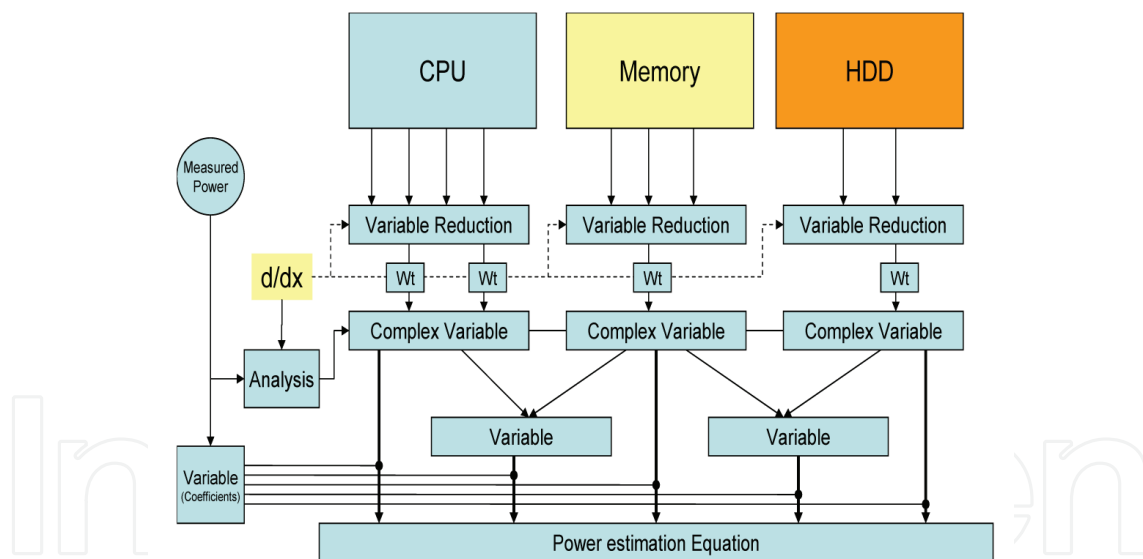 CPU
Memory
HDD
Measured
Power
Variable Reduction
Variable Reduction
Variable Reduction
d/dx
Wt
Wt
Wt
Wt
Complex Variable
Complex Variable
Complex Variable
Analysis
Variable
Variable
Variable
(Coefficients)
Power estimation Equation